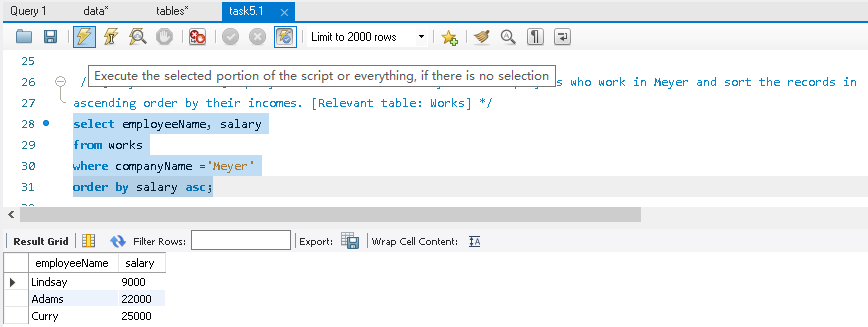 Query 1 data* tables* task5.1
Limit to 2000 rows
25
Execute the selected portion of the script or everything, if there is no selection
26 who work in Meyer and sort the records in
27 ascending order by their incomes. [Relevant table: Works] */
28 select employeeName, salary
29 from works
30 where companyName ='Meyer'
31 order by salary asc;
Result Grid Filter Rows: Export: Wrap Cell Content:
employeeName salary
Lindsay 9000
Adams 22000
Curry 25000